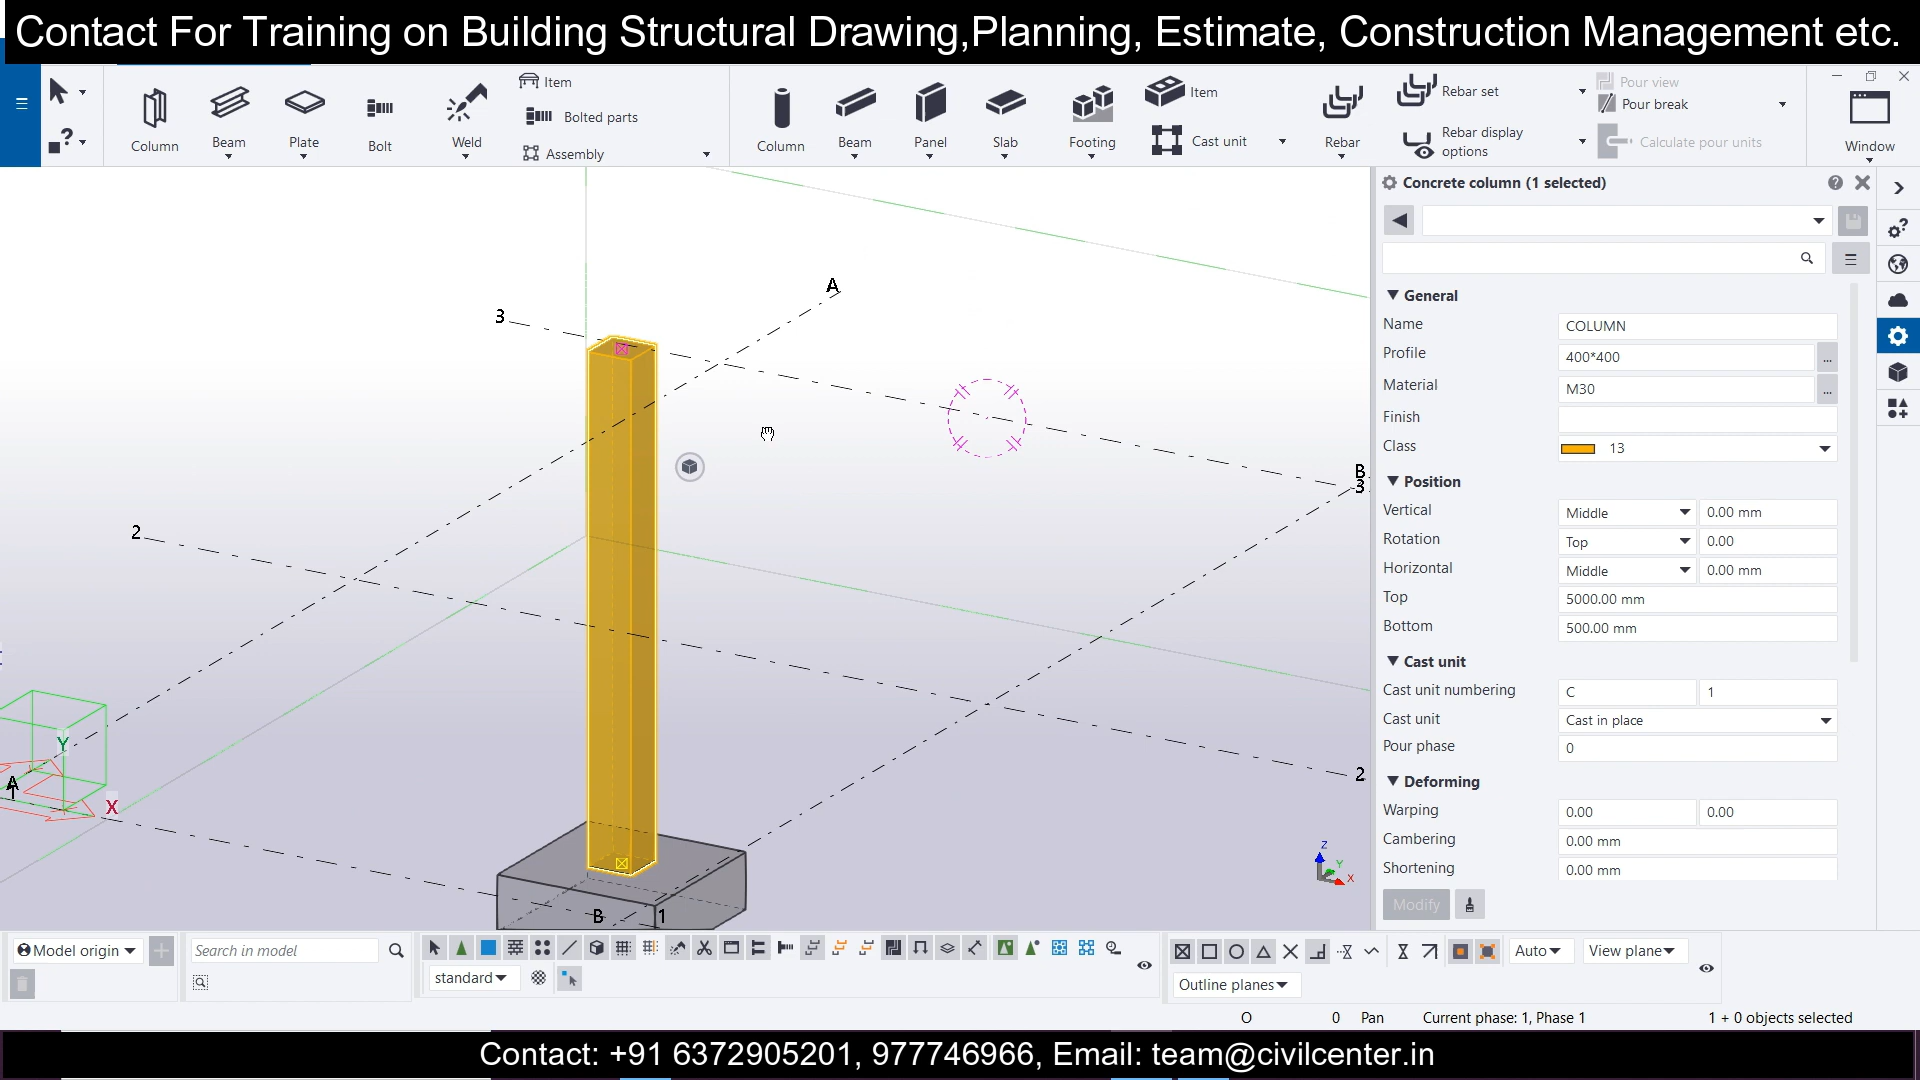 Contact For Training on Building Structural Drawing,Planning, Estimate, Construction Management etc.
Column
Beam
Plate
Bolt
Weld
Item
Bolted parts
Assembly
Column
Beam
Panel
Slab
Footing
Item
Cast unit
Rebar
Rebar set
Rebar display
options
Pour view
Pour break
Calculate pour units
Window
Concrete column (1 selected)
General
Name
COLUMN
Profile
400*400
...
Material
M30
...
Finish
Class
13
Position
Vertical
Middle
0.00 mm
Rotation
Top
0.00
Horizontal
Middle
0.00 mm
Top
5000.00 mm
Bottom
500.00 mm
Cast unit
Cast unit numbering
C
1
Cast unit
Cast in place
Pour phase
0
Deforming
Warping
0.00
0.00
Cambering
0.00 mm
Shortening
0.00 mm
Modify
A
3
B
3
2
2
Y
A
X
B
1
Z
Y
X
Model origin
Search in model
standard
Auto
View plane
Outline planes
O
0
Pan
Current phase: 1, Phase 1
1 + 0 objects selected
Contact: +91 6372905201, 977746966, Email: team@civilcenter.in